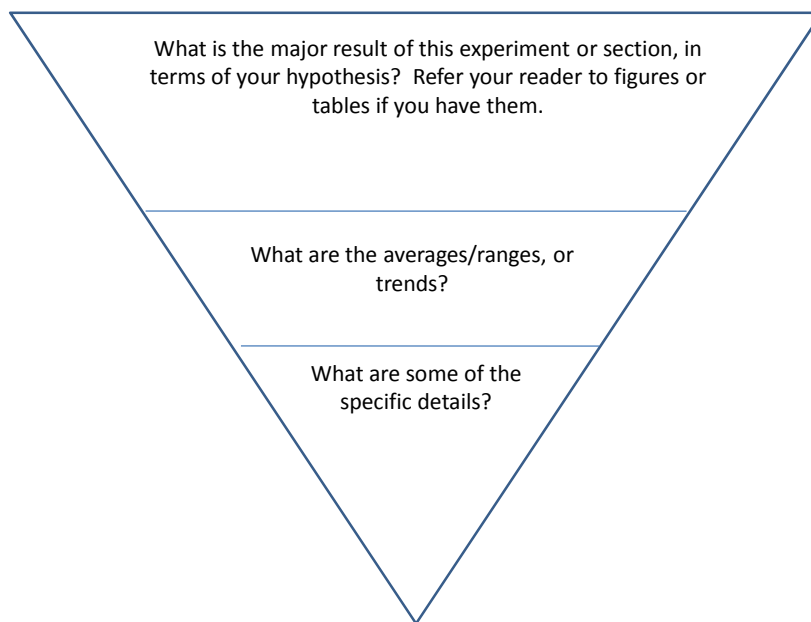 What is the major result of this experiment or section, in
terms of your hypothesis?  Refer your reader to figures or
tables if you have them.
What are the averages/ranges, or
trends?
What are some of the
specific details?